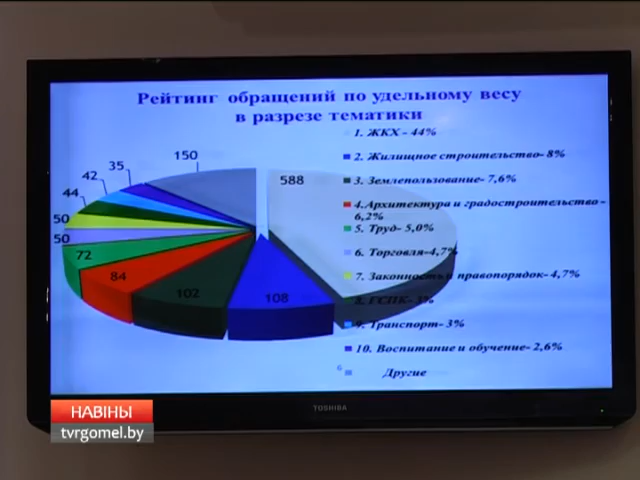 Рейтинг обращений по удельному весу
в разрезе тематики
1. ЖКХ - 44%
2. Жилищное строительство- 8%
3. Землепользование- 7,6%
4.Архитектура и градостроительство -
6,2%
5. Труд- 5,0%
6. Торговля-4,7%
7. Законность и правопорядок- 4,7%
8. ГСПК- 3%
9. Транспорт- 3%
10. Воспитание и обучение- 2,6%
Другие
588
108
102
84
72
50
50
44
42
35
150
TOSHIBA
НАВІНЫ
tvrgomel.by